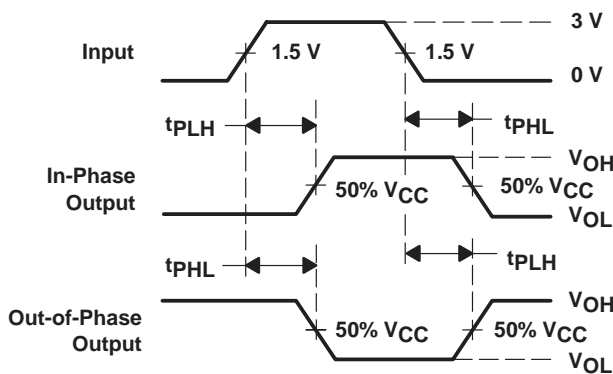 3 V
Input
1.5 V
1.5 V
0 V
tPLH
tPHL
VOH
In-Phase
Output
50% VCC
50% VCC
VOL
tPHL
tPLH
VOH
Out-of-Phase
Output
50% VCC
50% VCC
VOL